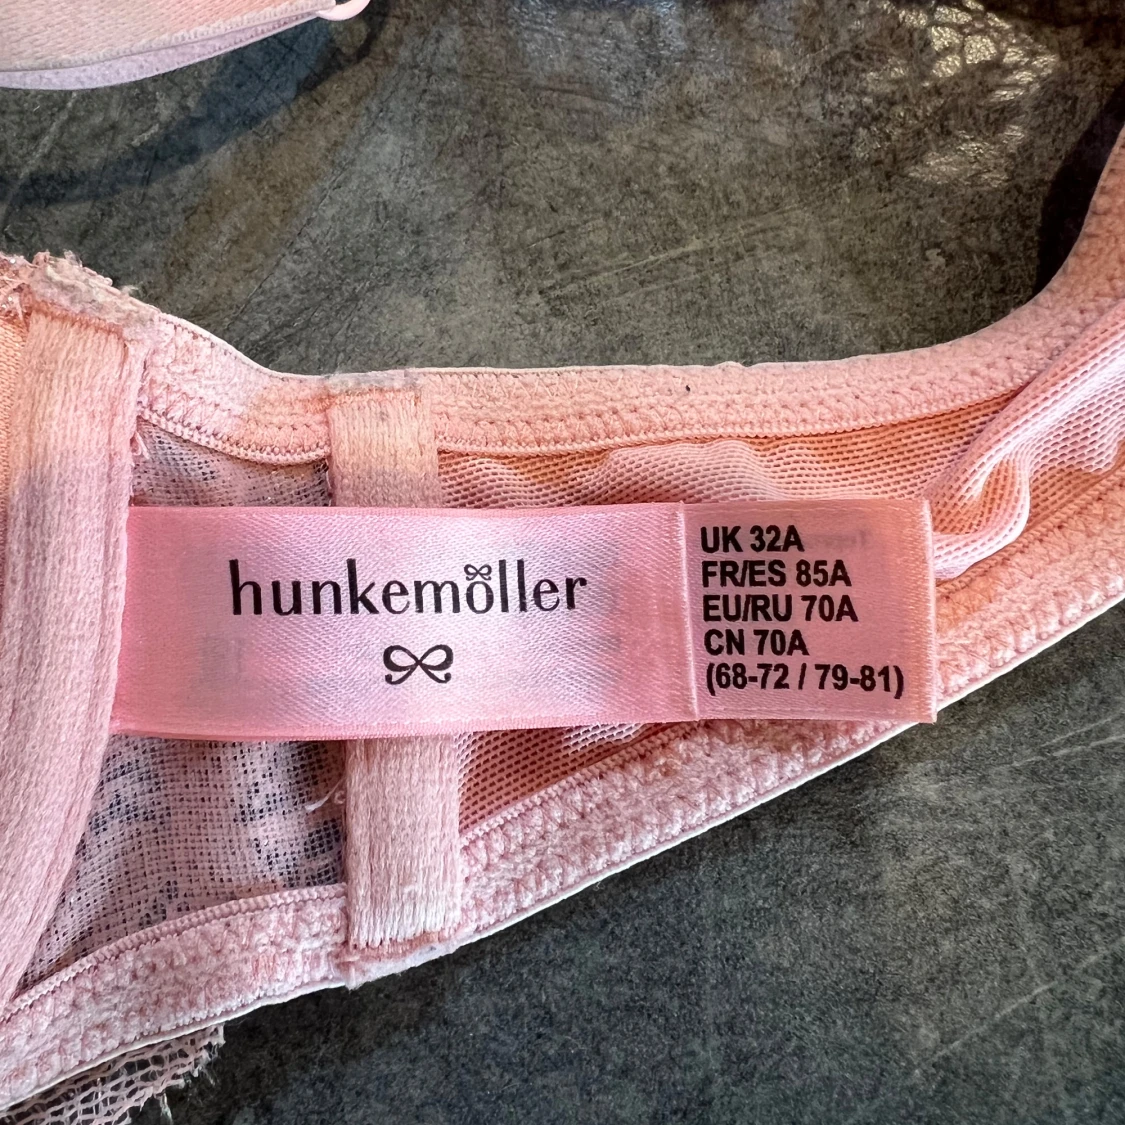 hunkemöller
UK 32A
FR/ES 85A
EU/RU 70A
CN 70A
(68-72 / 79-81)